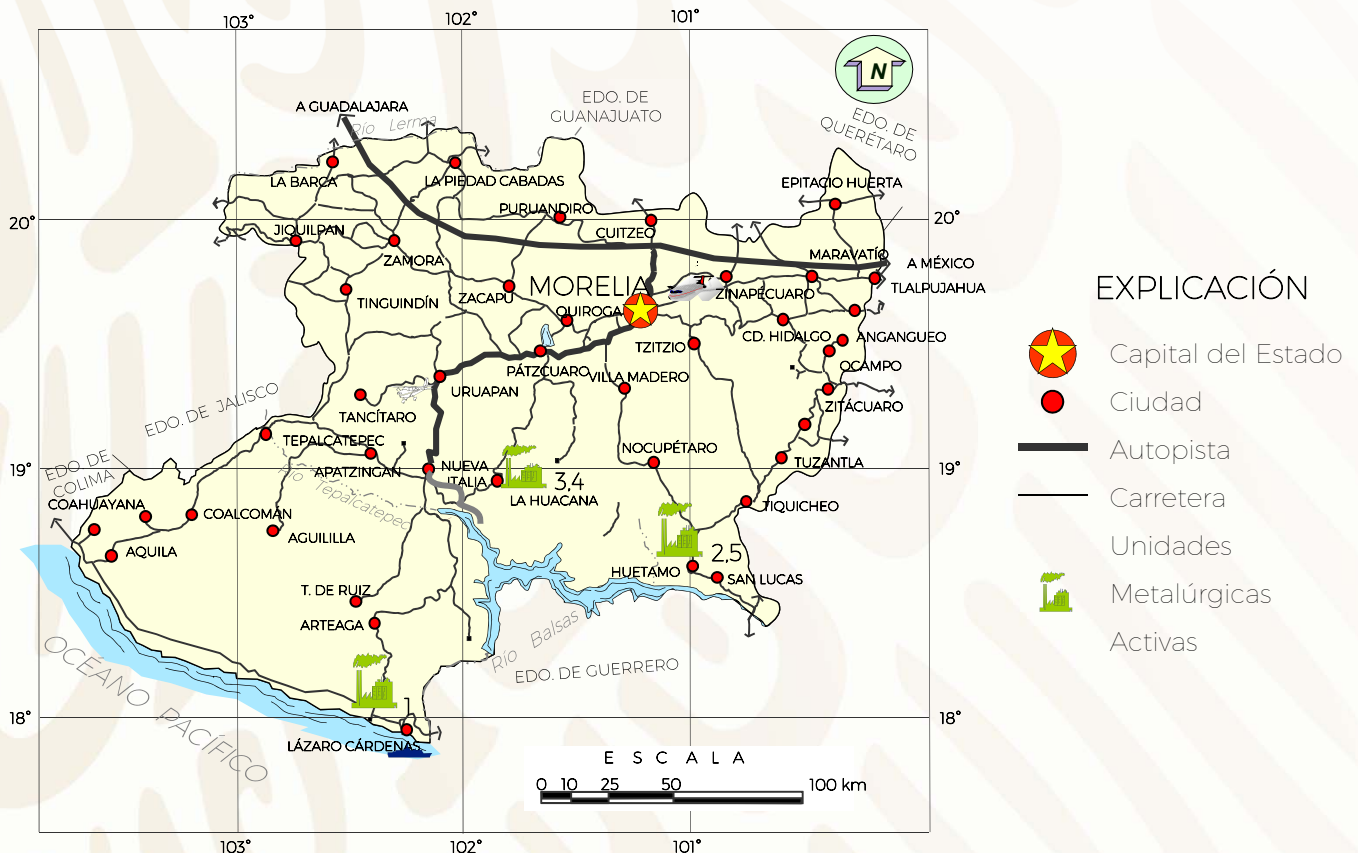 103°
102°
101°
N
A GUADALAJARA
Río Lerma
EDO. DE
GUANAJUATO
EDO. DE
QUERÉTARO
LA BARCA
LA PIEDAD CABADAS
EPITACIO HUERTA
PURUANDIRO
20°
20°
JIQUILPAN
CUITZEO
ZAMORA
MARAVATÍO
A MÉXICO
TINGUINDÍN
ZACAPU
MORELIA
ZINAPECUARO
TLALPUJAHUA
QUIROGA
TZITZIO
CD. HIDALGO
ANGANGUEO
PÁTZCUARO
VILLA MADERO
OCAMPO
URUAPAN
EDO. DE JALISCO
TANCÍTARO
ZITÁCUARO
TEPALCATEPEC
NOCUPÉTARO
EDO. DE
COLIMA
19°
19°
APATZINGAN
NUEVA
ITALIA
TUZANTLA
Río Tepalcatepec
3,4
LA HUACANA
COAHUAYANA
COALCOMÁN
TIQUICHEO
AQUILA
AGUILILLA
2,5
HUETAMO
SAN LUCAS
T. DE RUIZ
ARTEAGA
Río Balsas
EDO. DE GUERRERO
OCÉANO PACÍFICO
1
18°
18°
LÁZARO CÁRDENAS
ESCALA
0 10 25 50 100 km
103°
102°
101°
EXPLICACIÓN
Capital del Estado
Ciudad
Autopista
Carretera
Unidades
Metalúrgicas
Activas